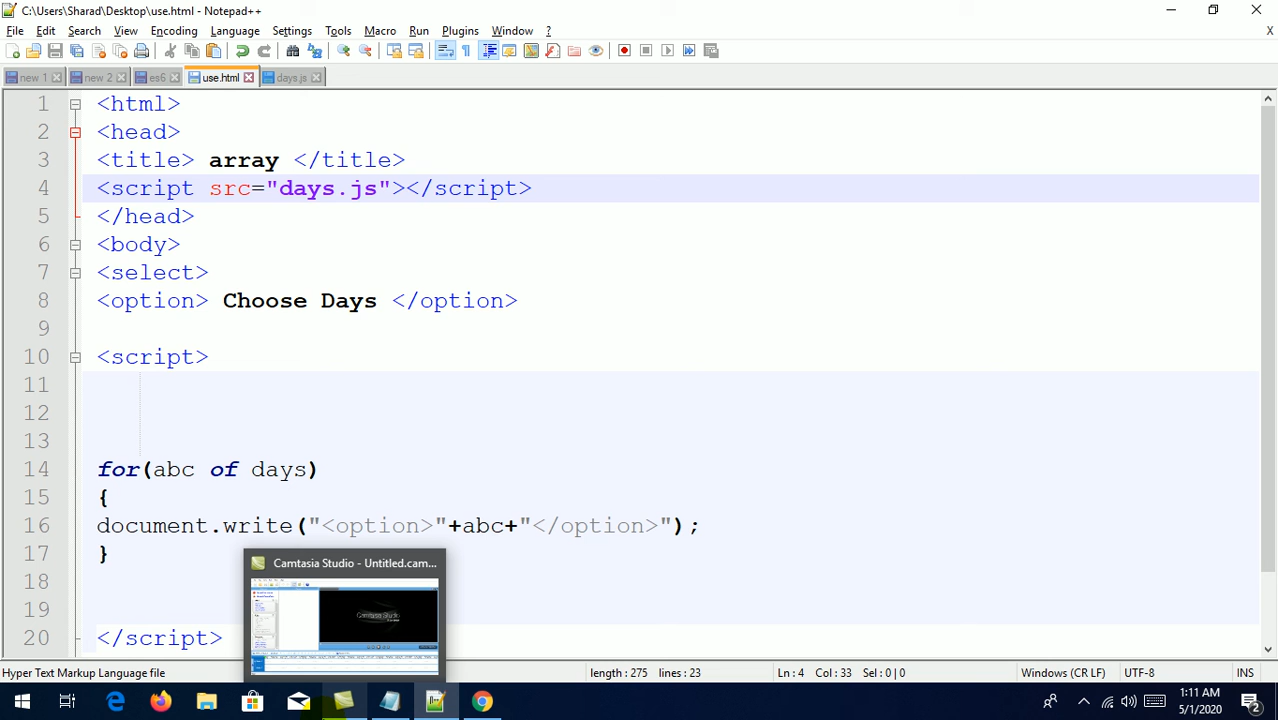 C:\Users\Sharad\Desktop\use.html - Notepad++
File Edit Search View Encoding Language Settings Tools Macro Run Plugins Window ? X
new 1 new 2 es6 use.html days.js
1 <html>
2 <head>
3 <title> array </title>
4 <script src="days.js"></script>
5 </head>
6 <body>
7 <select>
8 <option> Choose Days </option>
9
10 <script>
11
12
13
14 for(abc of days)
15 {
16 document.write("<option>"+abc+"</option>");
17 }
Camtasia Studio - Untitled.cam...
18
19
20 </script>
Hyper Text Markup Language file length : 275 lines : 23 Ln : 4 Col : 33 Sel : 0 | 0 Windows (CR LF) UTF-8 INS
1:11 AM
5/1/2020
2